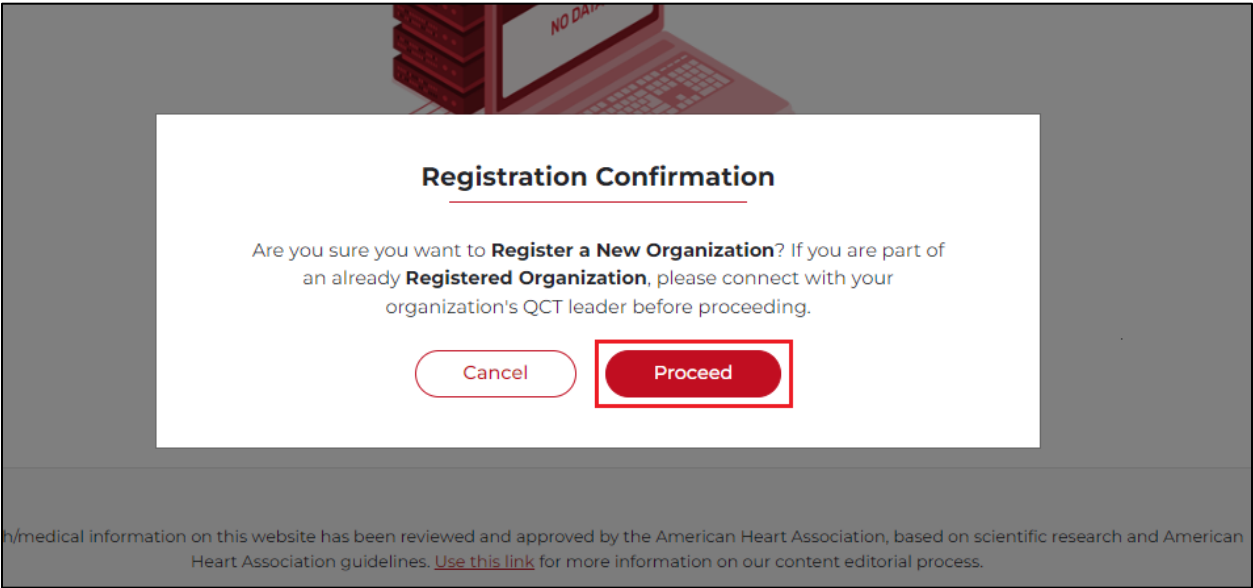 NO DATA
Registration Confirmation
Are you sure you want to Register a New Organization? If you are part of
an already Registered Organization, please connect with your
organization's QCT leader before proceeding.
Cancel
Proceed
h/medical information on this website has been reviewed and approved by the American Heart Association, based on scientific research and American
Heart Association guidelines. Use this link for more information on our content editorial process.